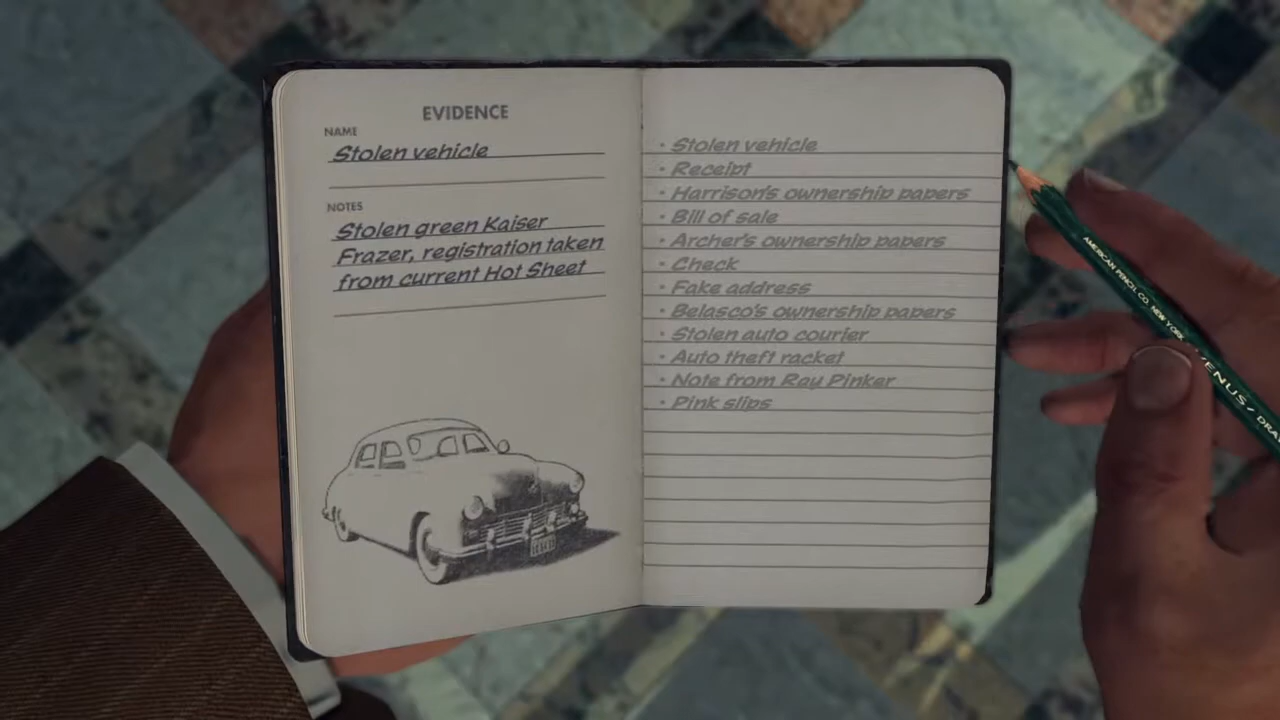 EVIDENCE
NAME
Stolen vehicle
NOTES
Stolen green Kaiser
Frazer, registration taken
from current Hot Sheet
· Stolen vehicle
· Receipt
· Harrison's ownership papers
· Bill of sale
· Archer's ownership papers
· Check
· Fake address
· Belasco's ownership papers
· Stolen auto courier
· Auto theft racket
· Note from Ray Pinker
· Pink slips
AMERICAN PENCIL CO. NEW YORK
VENUS/ DRA